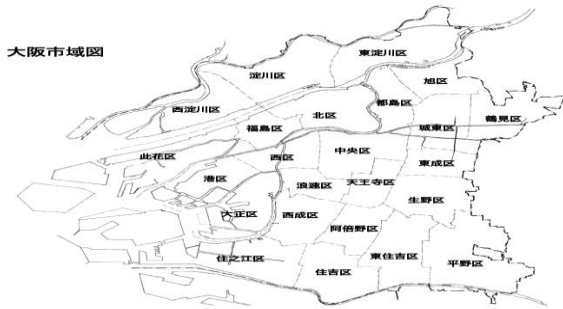 大阪市域図
東淀川区
淀川区
旭区
西淀川区
北区
都島区
鶴見区
福島区
城東区
此花区
西区
中央区
東成区
港区
浪速区
天王寺区
生野区
大正区
西成区
阿倍野区
住之江区
東住吉区
平野区
住吉区